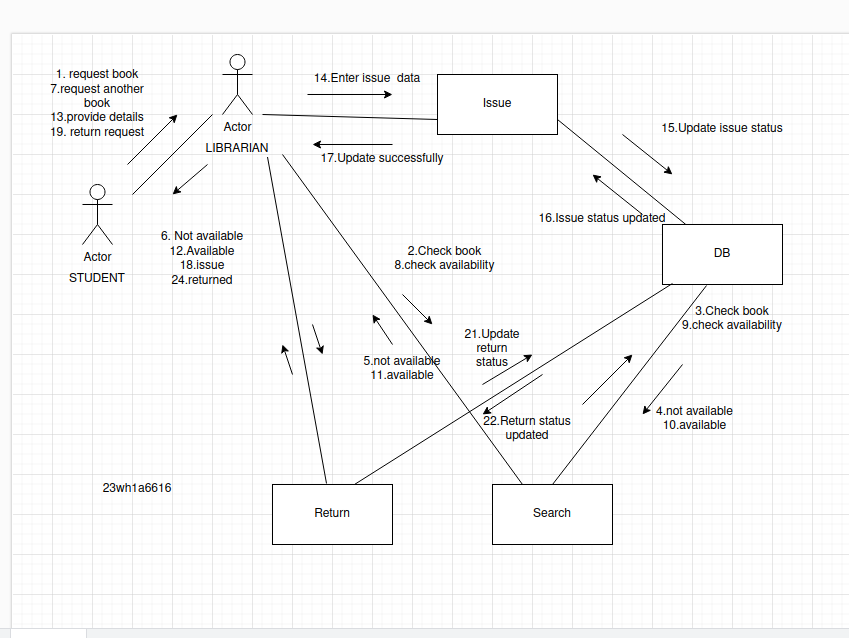 1. request book
7.request another
book
13.provide details
19. return request
Actor
LIBRARIAN
14.Enter issue  data
Issue
17.Update successfully
15.Update issue status
16.Issue status updated
DB
Actor
STUDENT
6. Not available
12.Available
18.issue
24.returned
2.Check book
8.check availability
5.not available
11.available
21.Update
return
status
22.Return status
updated
3.Check book
9.check availability
4.not available
10.available
23wh1a6616
Return
Search